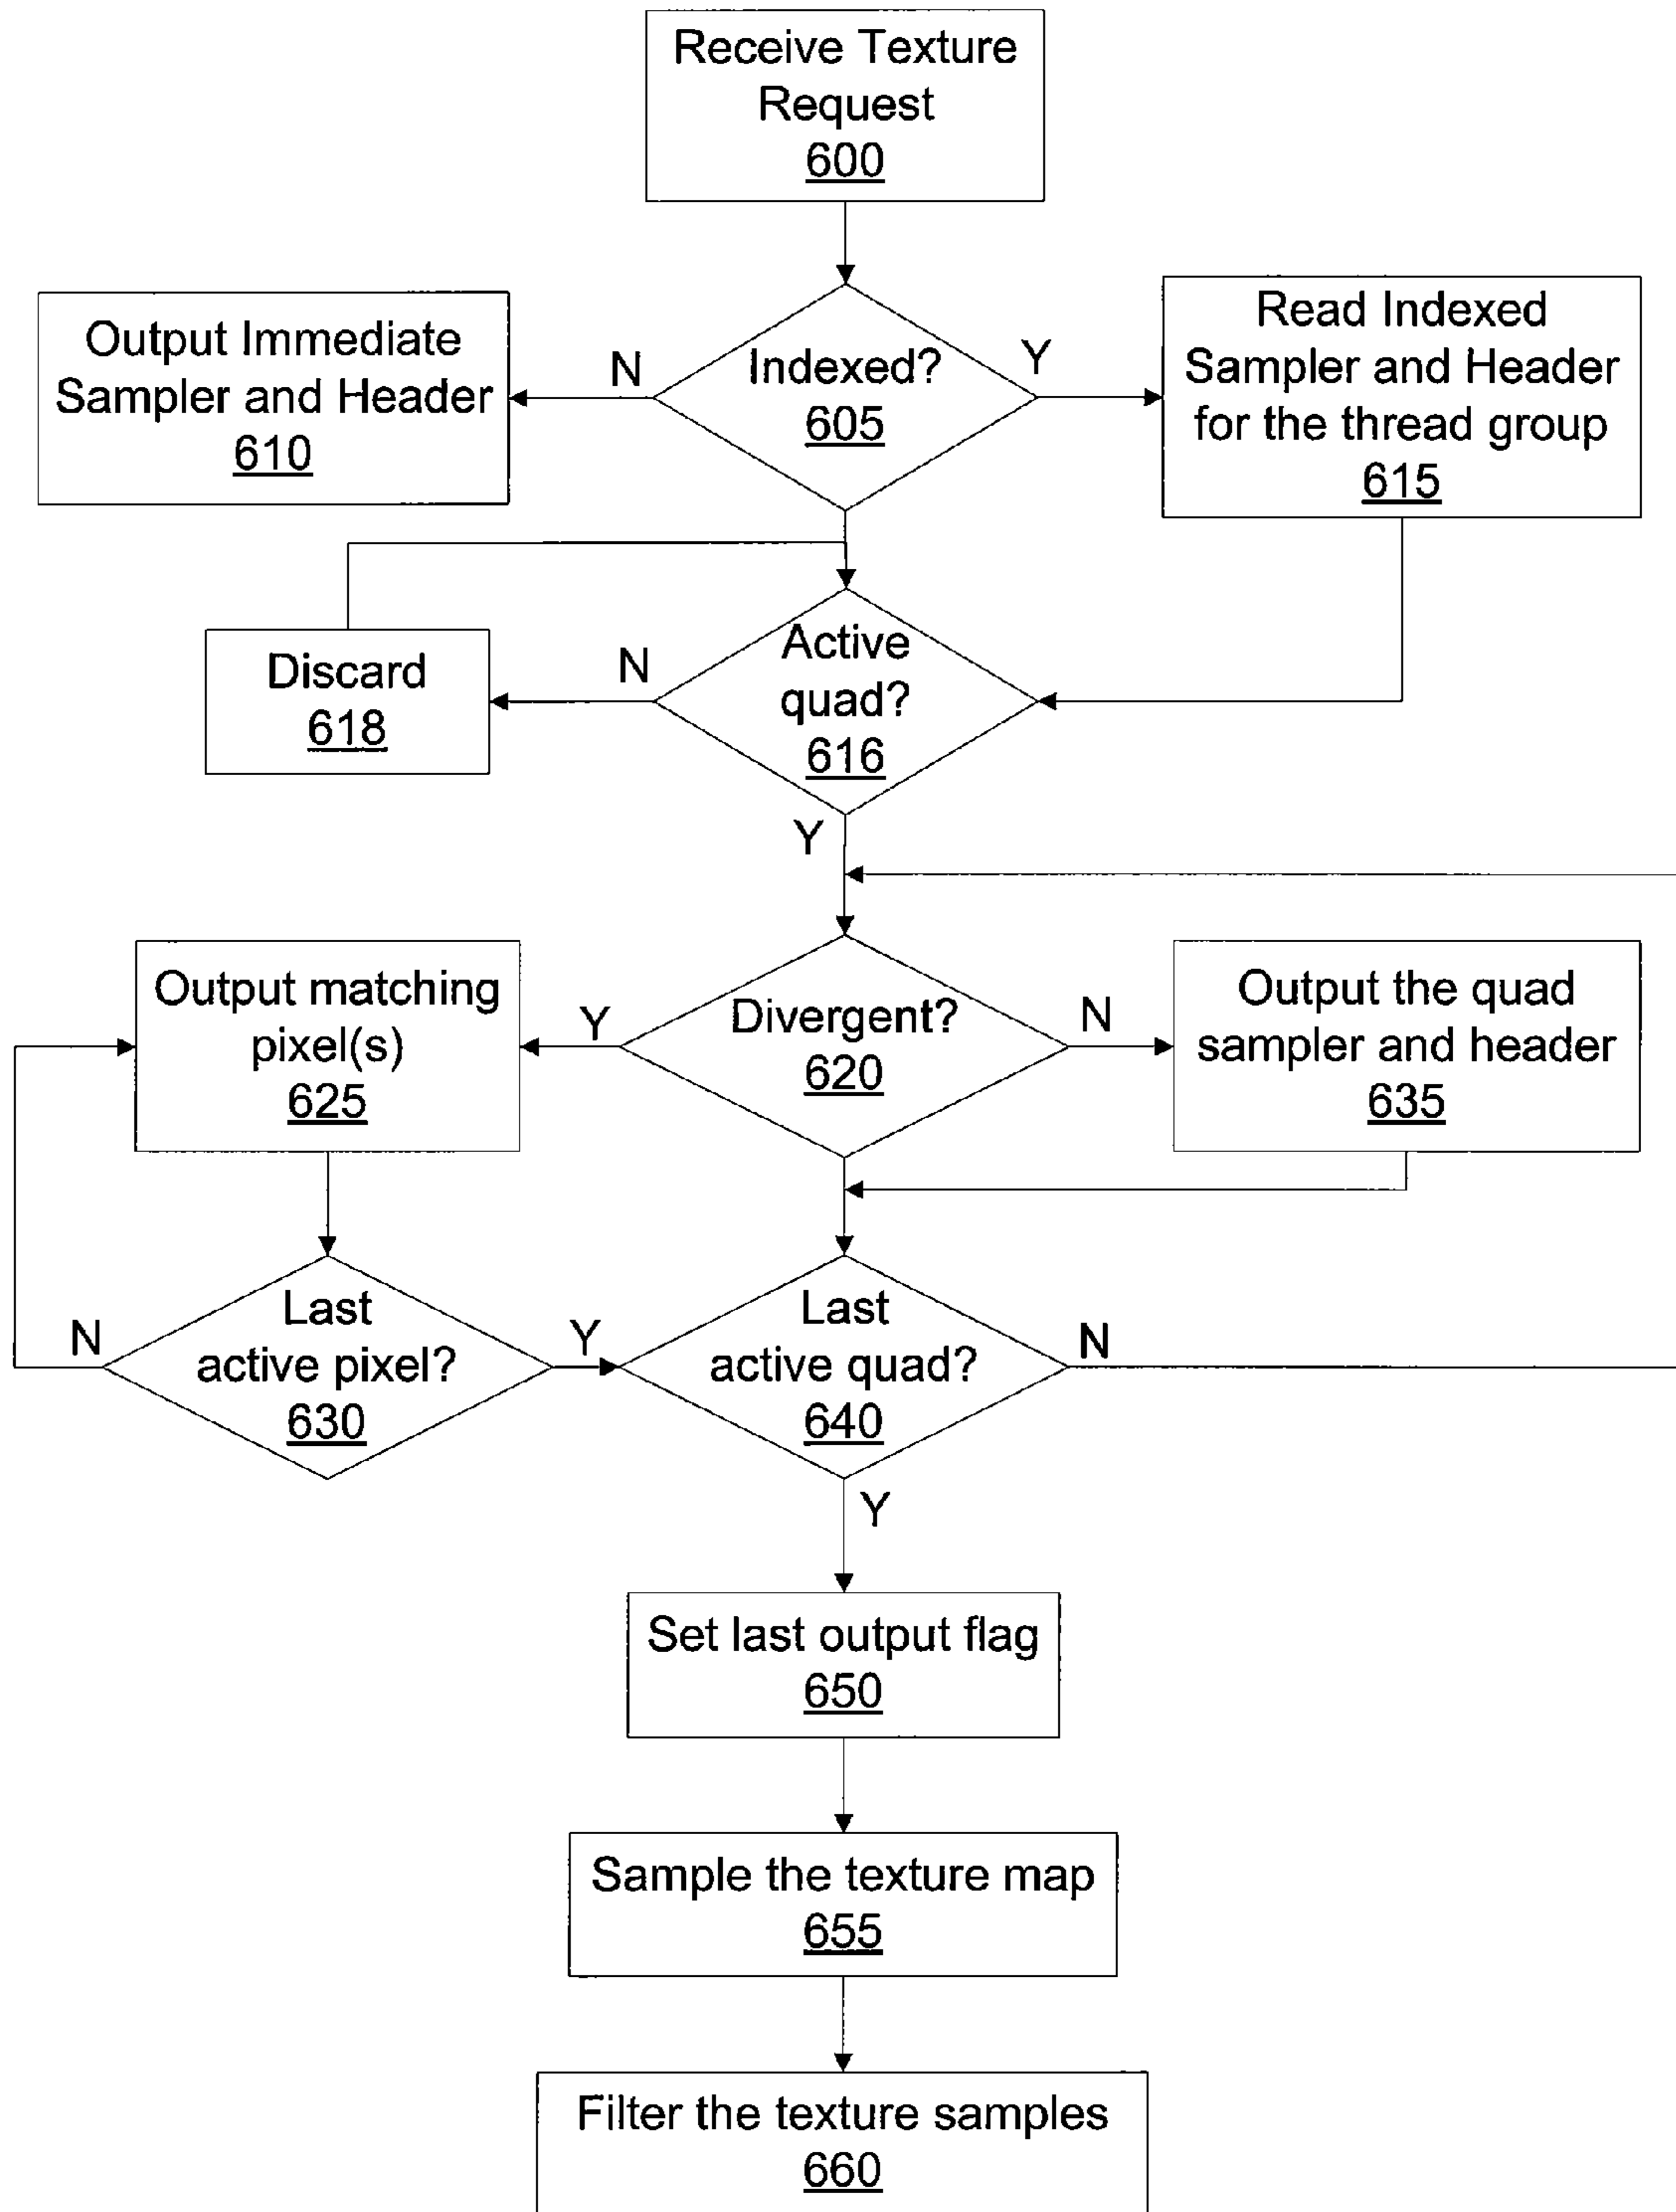 Receive Texture
Request
600
Indexed?
605
N
Y
Output Immediate
Sampler and Header
610
Read Indexed
Sampler and Header
for the thread group
615
Active
quad?
616
N
Y
Discard
618
Divergent?
620
Y
N
Output matching
pixel(s)
625
Output the quad
sampler and header
635
Last
active pixel?
630
N
Y
Last
active quad?
640
N
Y
Set last output flag
650
Sample the texture map
655
Filter the texture samples
660